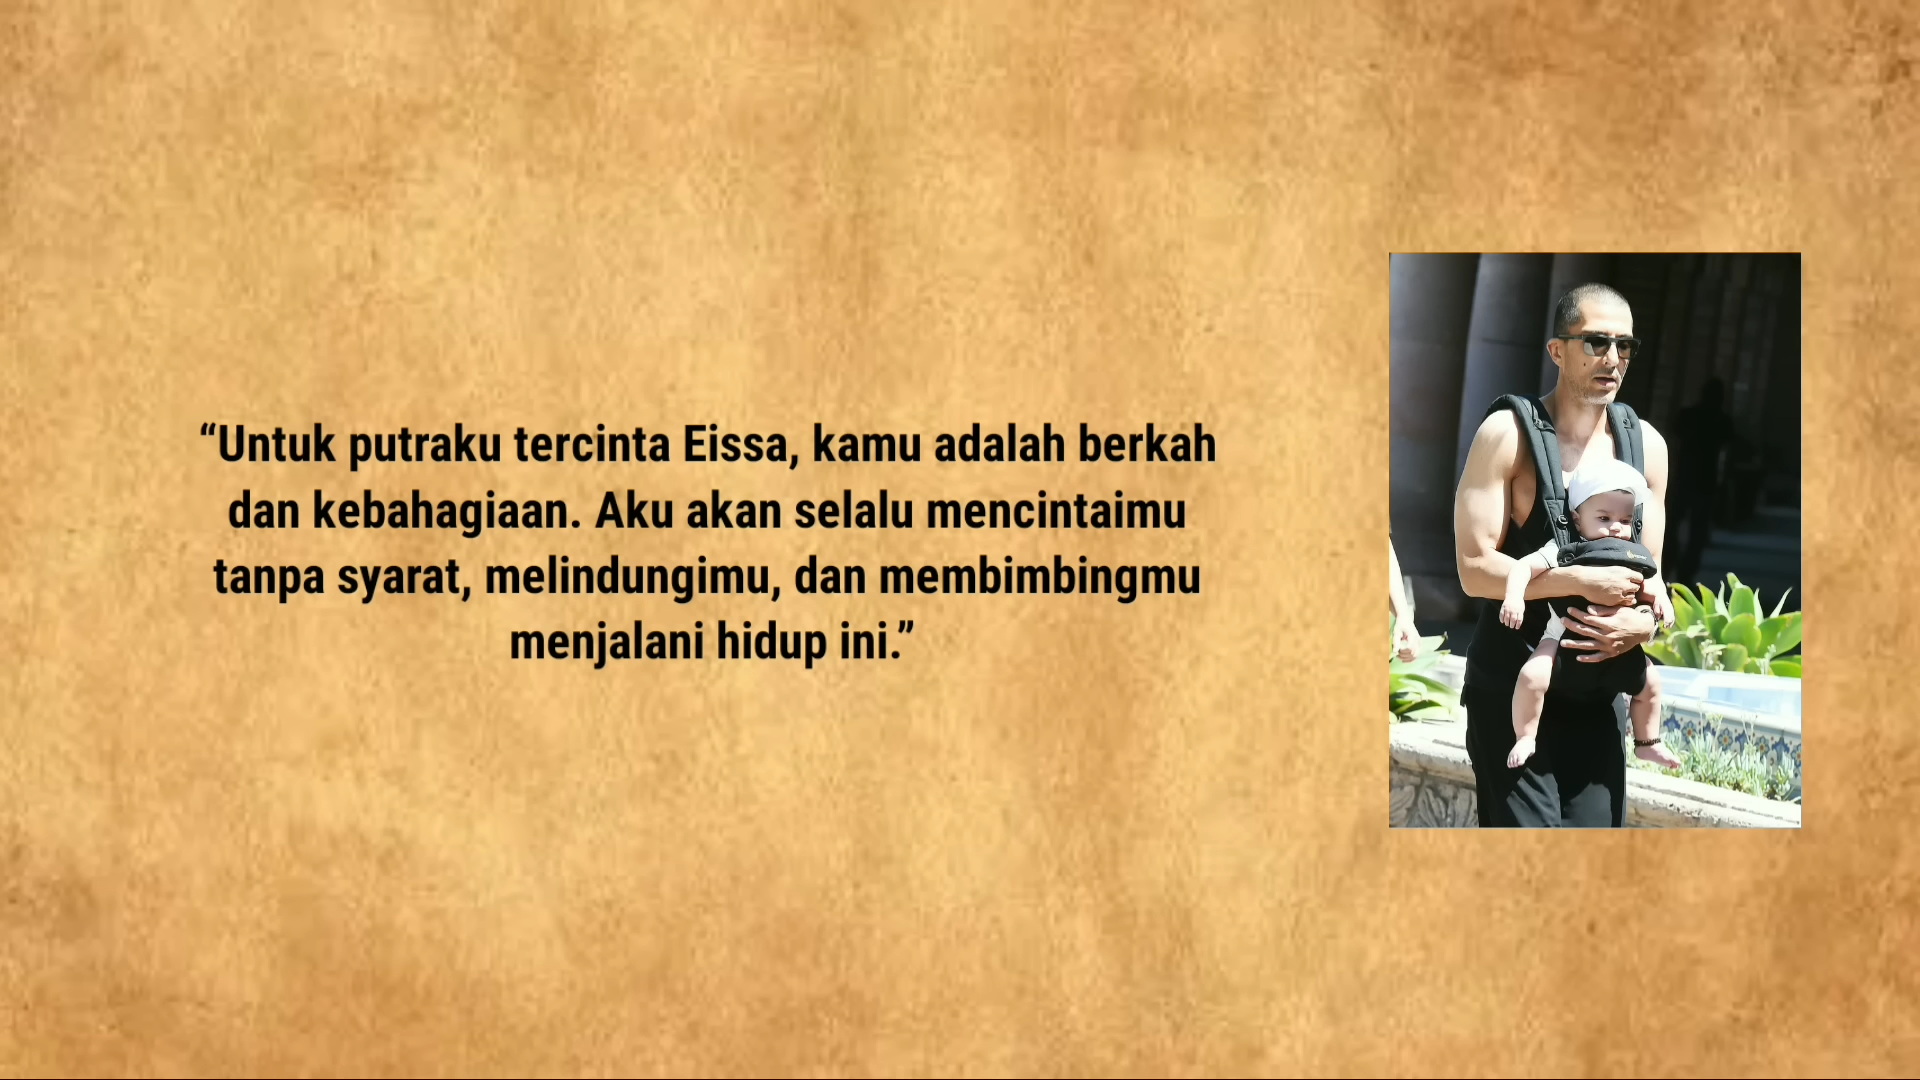 “Untuk putraku tercinta Eissa, kamu adalah berkah
dan kebahagiaan. Aku akan selalu mencintaimu
tanpa syarat, melindungimu, dan membimbingmu
menjalani hidup ini.”